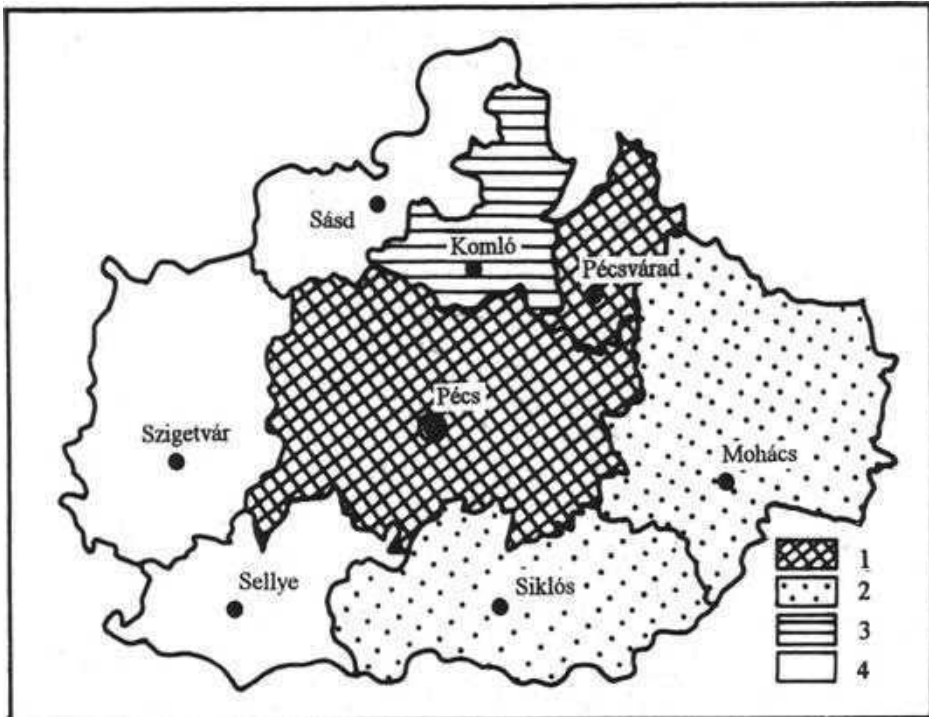 Sásd
Komló
Pécsvárad
Pécs
Szigetvár
Mohács
Sellye
Siklós
1
2
3
4